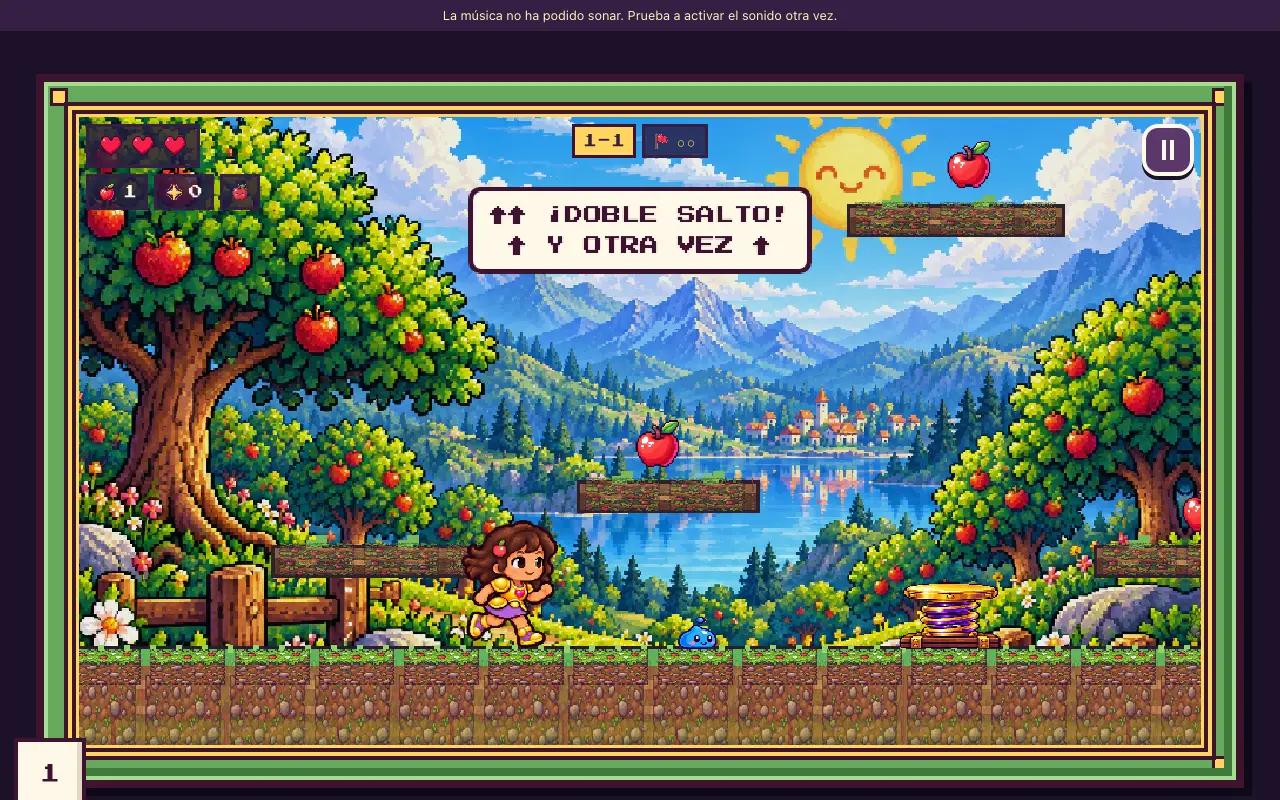 La música no ha podido sonar. Prueba a activar el sonido otra vez.
1-1
1 0
↑↑ ¡DOBLE SALTO!
↑ Y OTRA VEZ ↑
1